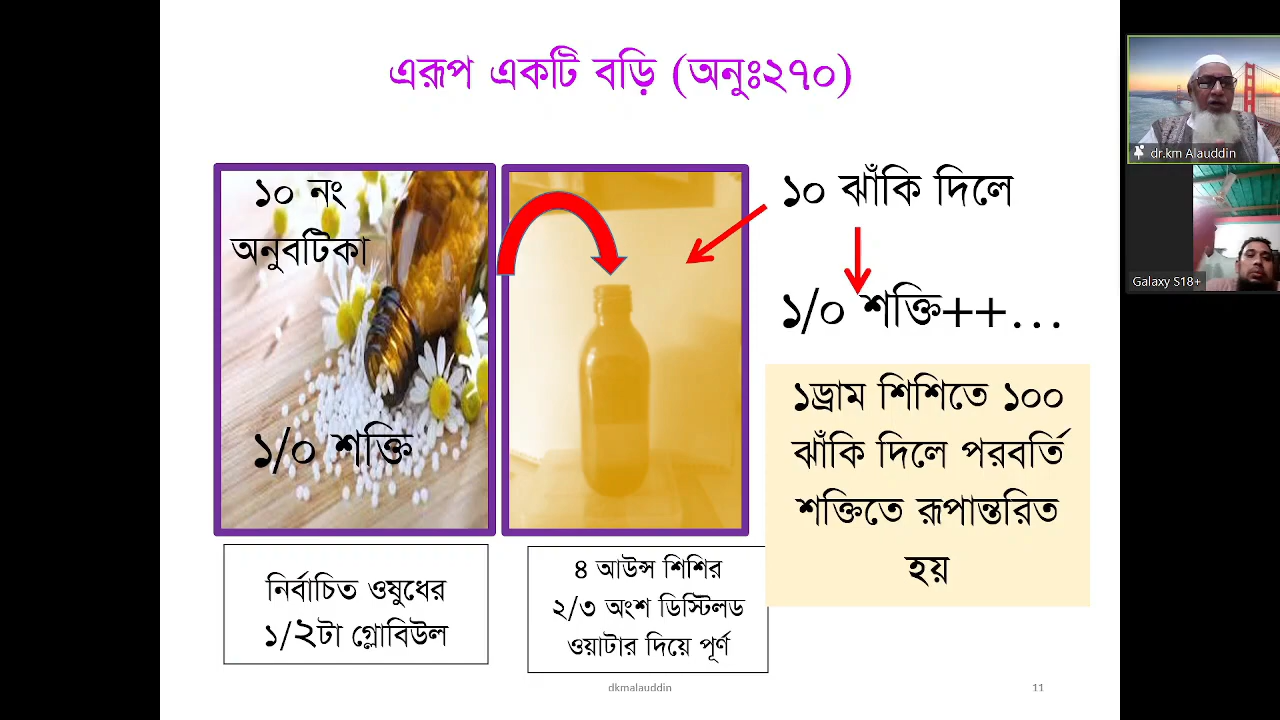 এরূপ একটি বড়ি (অনুঃ২৭০)
১০ নং
অনুবটিকা
১/০ শক্তি
১০ ঝাঁকি দিলে
১/০ শক্তি++...
১ড্রাম শিশিতে ১০০
ঝাঁকি দিলে পরবর্তি
শক্তিতে রূপান্তরিত
হয়
নির্বাচিত ওষুধের
১/২টা গ্লোবিউল
৪ আউন্স শিশির
২/৩ অংশ ডিস্টিলড
ওয়াটার দিয়ে পূর্ণ
dkmalauddin
11
dr.km Alauddin
Galaxy S18+